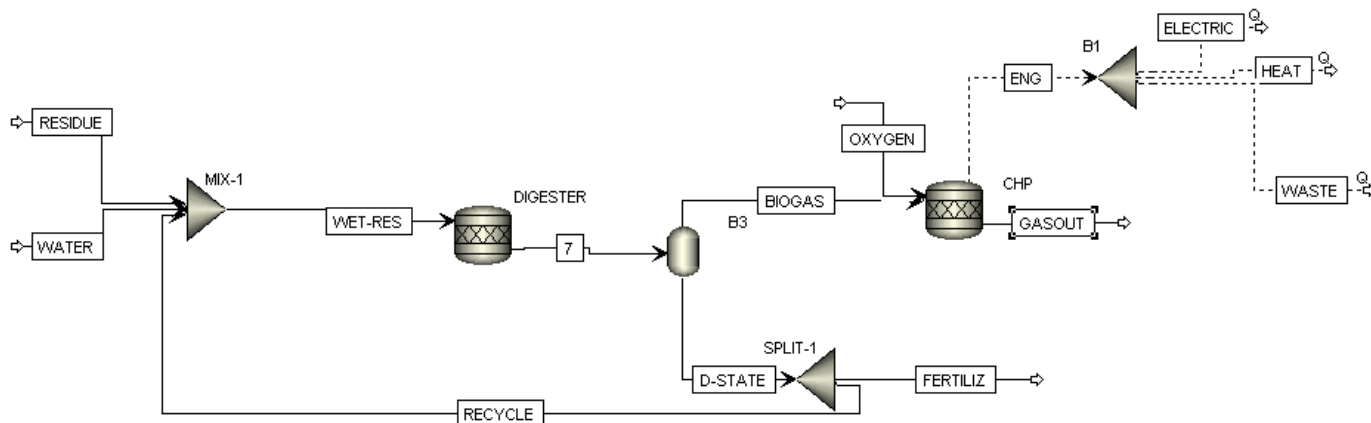 ELECTRIC
Q
B1
HEAT
Q
ENG
RESIDUE
OXYGEN
MIX-1
CHP
WASTE
Q
DIGESTER
BIOGAS
WET-RES
B3
GASOUT
WATER
7
SPLIT-1
D-STATE
FERTILIZ
RECYCLE